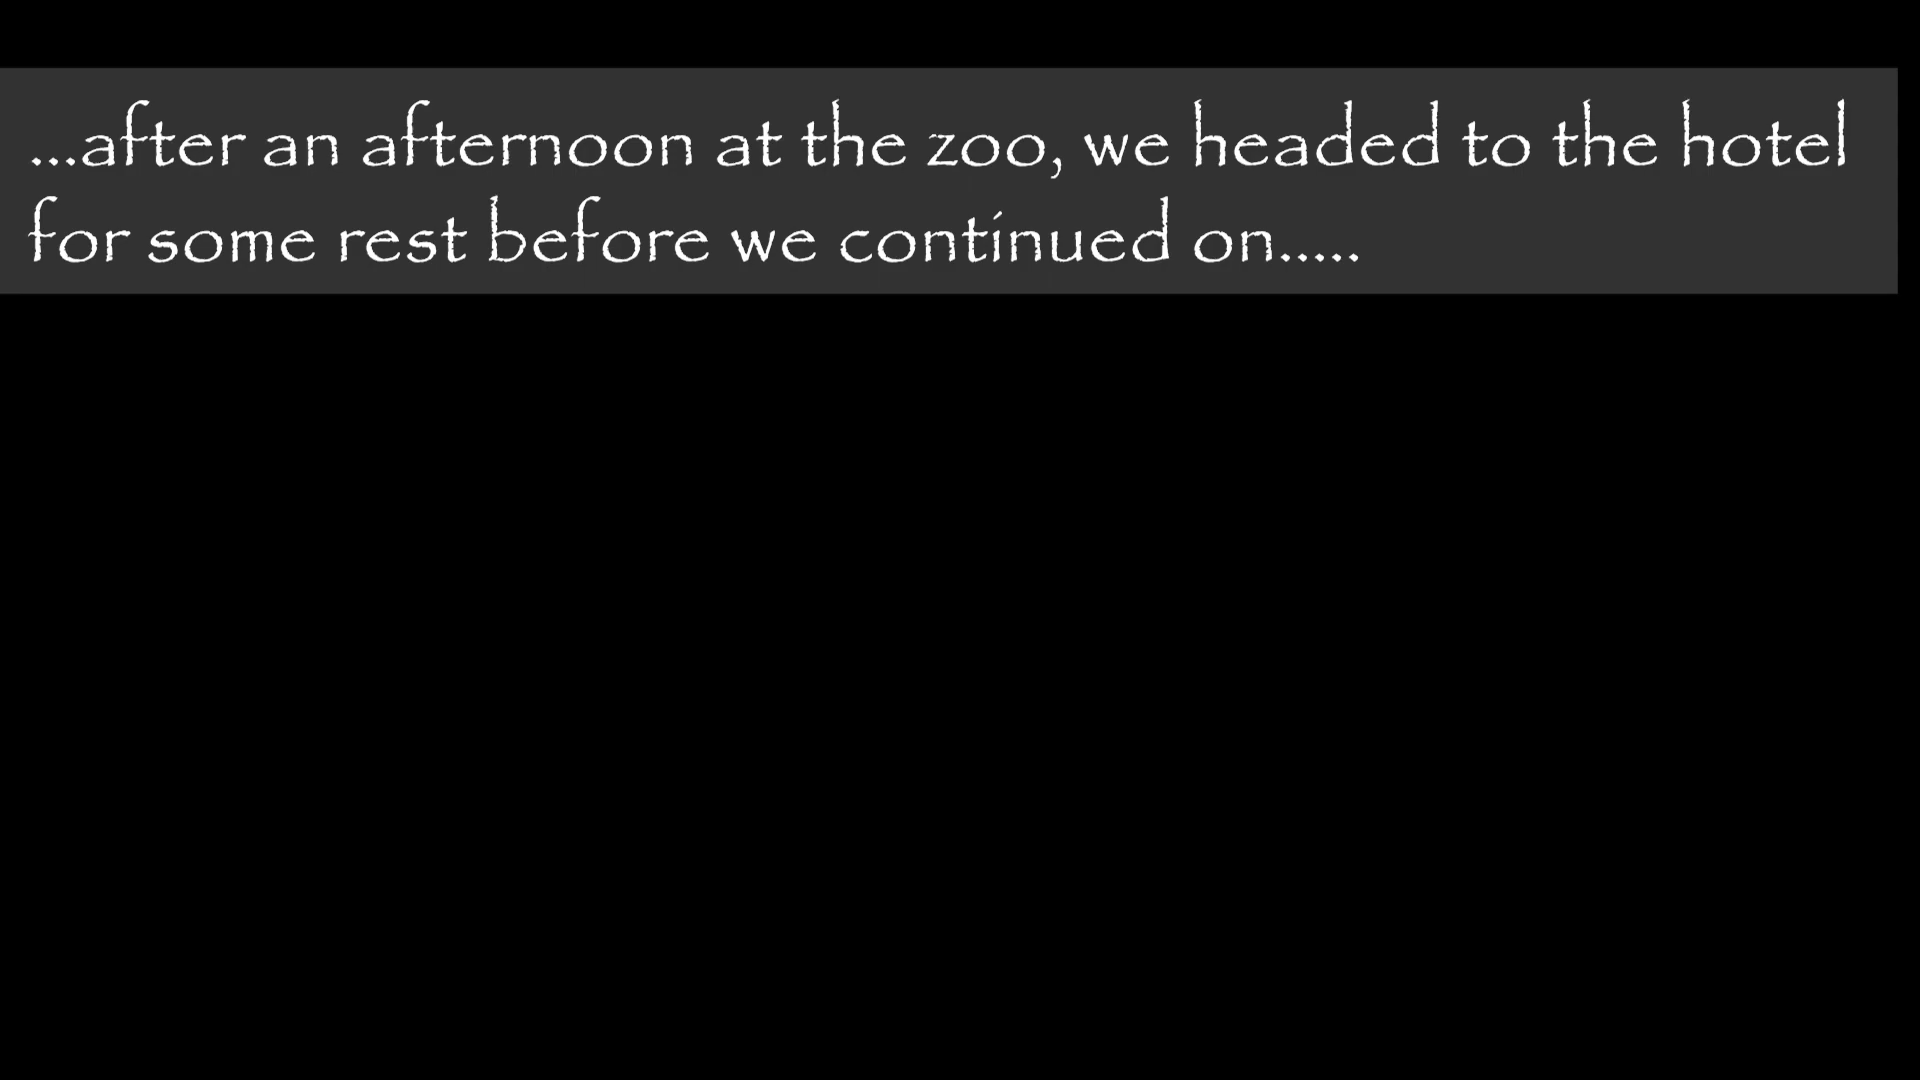 ...after an afternoon at the zoo, we headed to the hotel
for some rest before we continued on.....